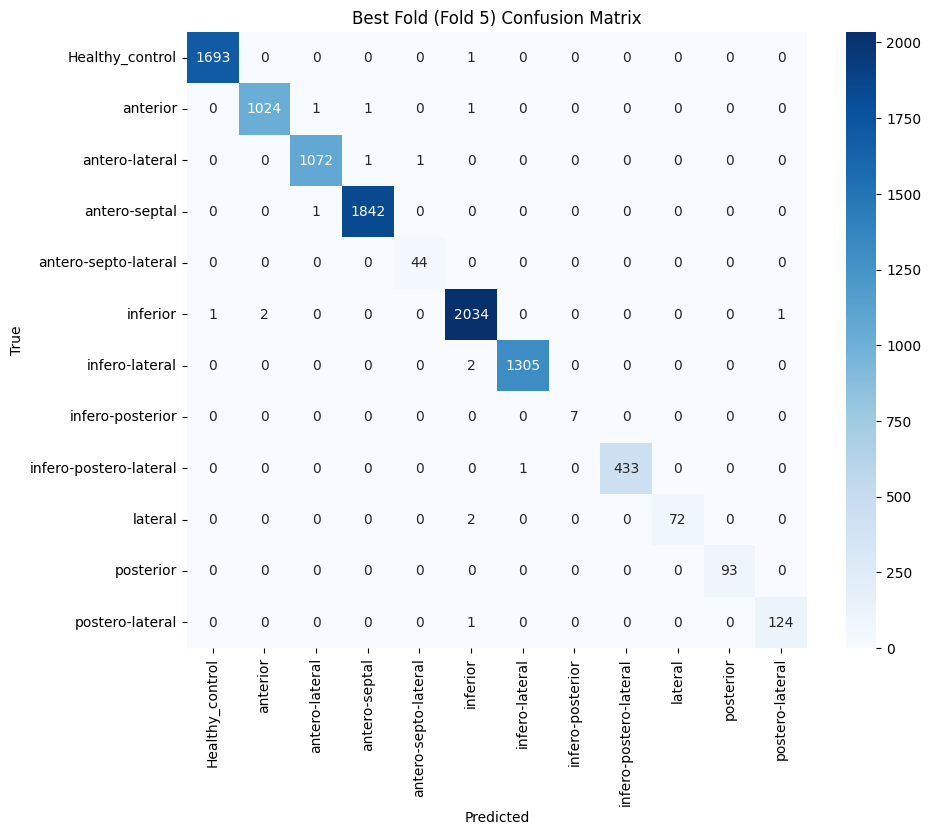 Best Fold (Fold 5) Confusion Matrix
True
Healthy_control 1693 0 0 0 0 1 0 0 0 0 0 0
anterior 0 1024 1 1 0 1 0 0 0 0 0 0
antero-lateral 0 0 1072 1 1 0 0 0 0 0 0 0
antero-septal 0 0 1 1842 0 0 0 0 0 0 0 0
antero-septo-lateral 0 0 0 0 44 0 0 0 0 0 0 0
inferior 1 2 0 0 0 2034 0 0 0 0 0 1
infero-lateral 0 0 0 0 0 2 1305 0 0 0 0 0
infero-posterior 0 0 0 0 0 0 0 7 0 0 0 0
infero-postero-lateral 0 0 0 0 0 0 1 0 433 0 0 0
lateral 0 0 0 0 0 2 0 0 0 72 0 0
posterior 0 0 0 0 0 0 0 0 0 0 93 0
postero-lateral 0 0 0 0 0 1 0 0 0 0 0 124
Healthy_control
anterior
antero-lateral
antero-septal
antero-septo-lateral
inferior
infero-lateral
infero-posterior
infero-postero-lateral
lateral
posterior
postero-lateral
Predicted
2000
1750
1500
1250
1000
750
500
250
0